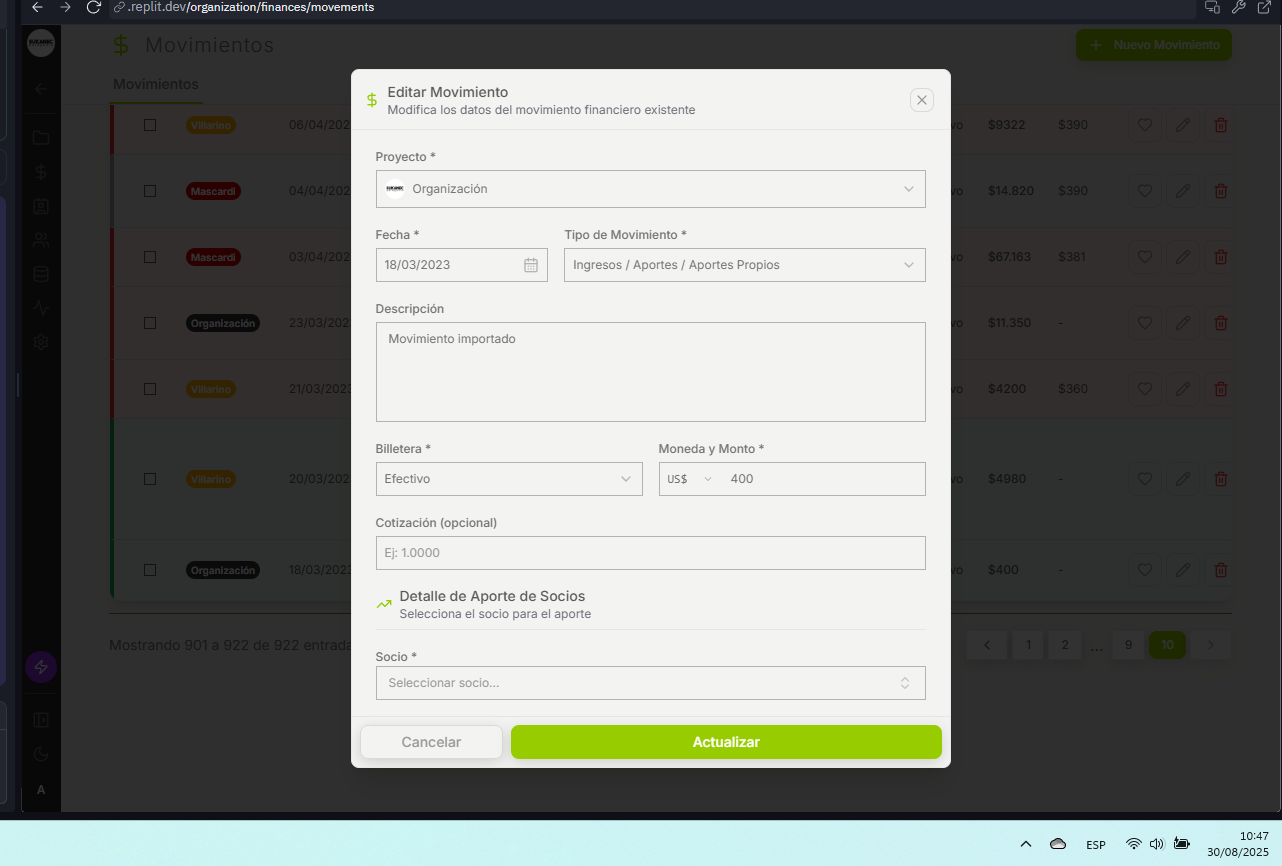 .replit.dev/organization/finances/movements
$ Movimientos
+ Nuevo Movimiento
Movimientos
Editar Movimiento
Modifica los datos del movimiento financiero existente
Proyecto *
Organización
Fecha *
Tipo de Movimiento *
18/03/2023
Ingresos / Aportes / Aportes Propios
Descripción
Movimiento importado
Billetera *
Moneda y Monto *
Efectivo
US$
400
Cotización (opcional)
Ej: 1.0000
Detalle de Aporte de Socios
Selecciona el socio para el aporte
Socio *
Seleccionar socio...
Cancelar
Actualizar
Villarino 06/04/202 vo $9322 $390
Mascardi 04/04/202 vo $14.820 $390
Mascardi 03/04/202 vo $67.163 $381
Organización 23/03/202 vo $11.350 -
Villarino 21/03/202 vo $4200 $360
Villarino 20/03/202 vo $4980 -
Organización 18/03/202 vo $400 -
Mostrando 901 a 922 de 922 entrada
1 2 ... 9 10
A
ESP
10:47
30/08/2025